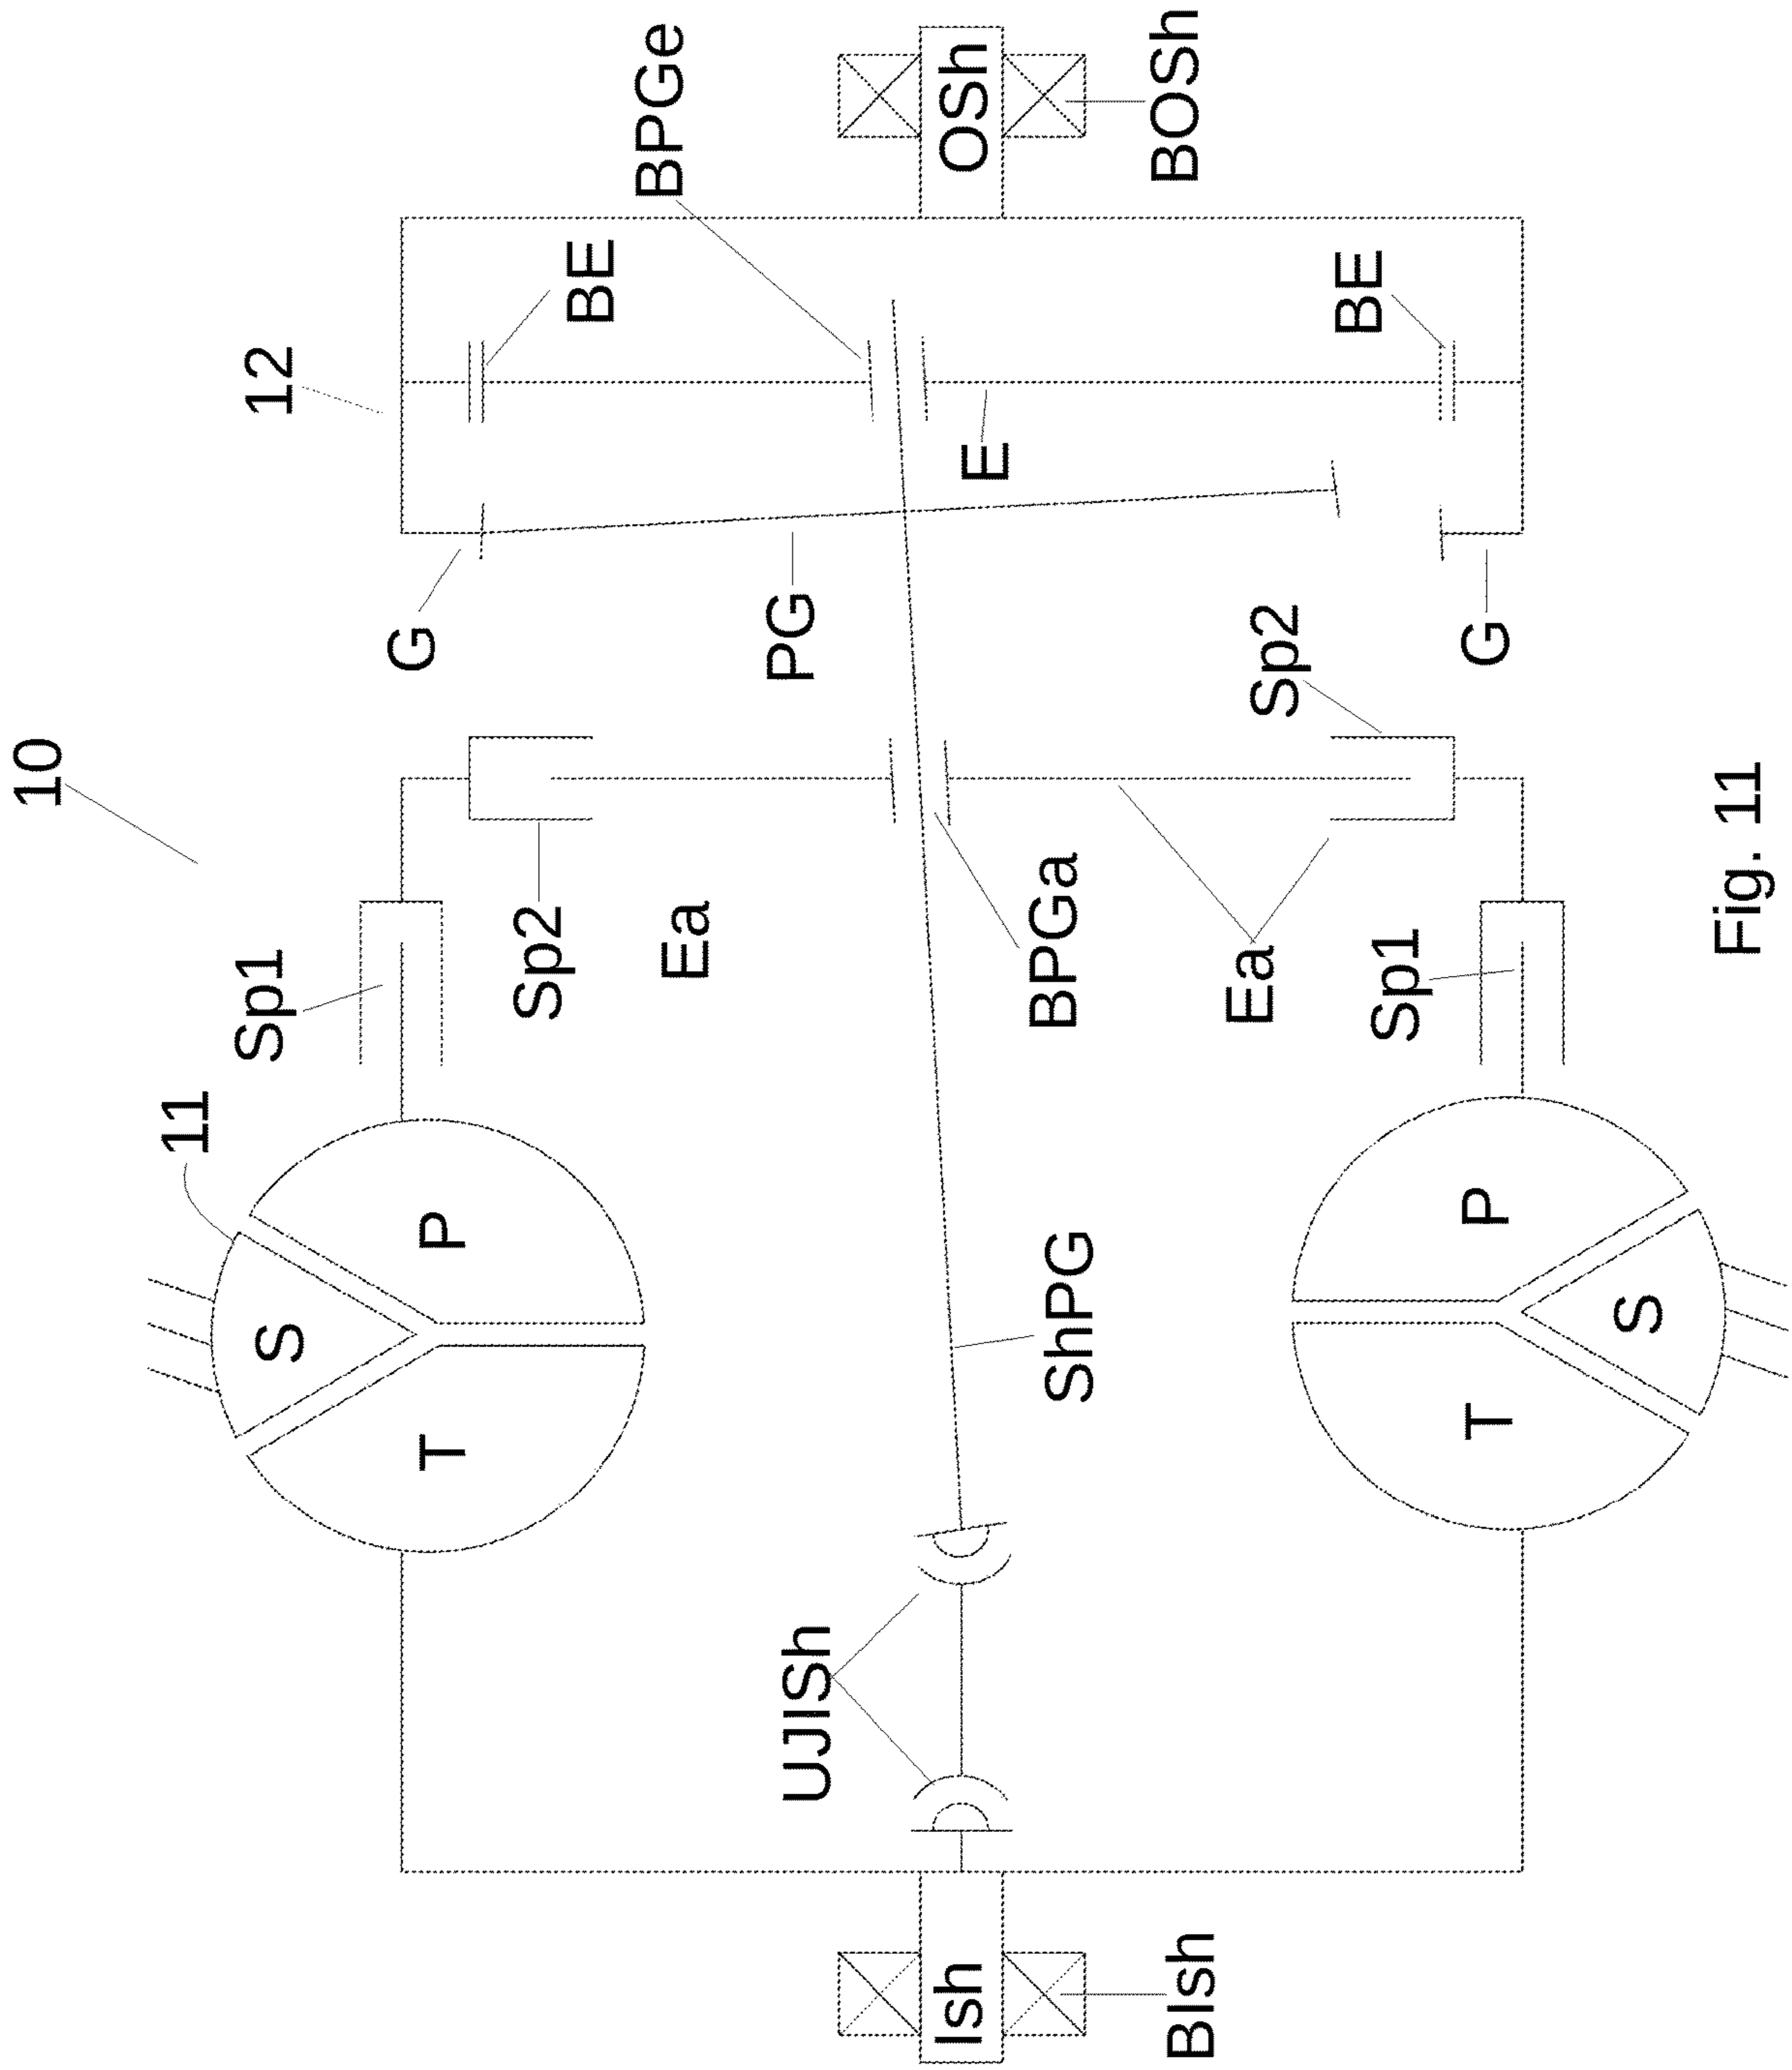 10
11
Sp1
12
S
G
T
P
Sp2
BE
Ea
BPGe
PG
UJISh
Ish
OSh
E
ShPG
BPGa
BIsh
BOSh
Ea
Sp2
BE
Sp1
T
P
G
S
Fig. 11